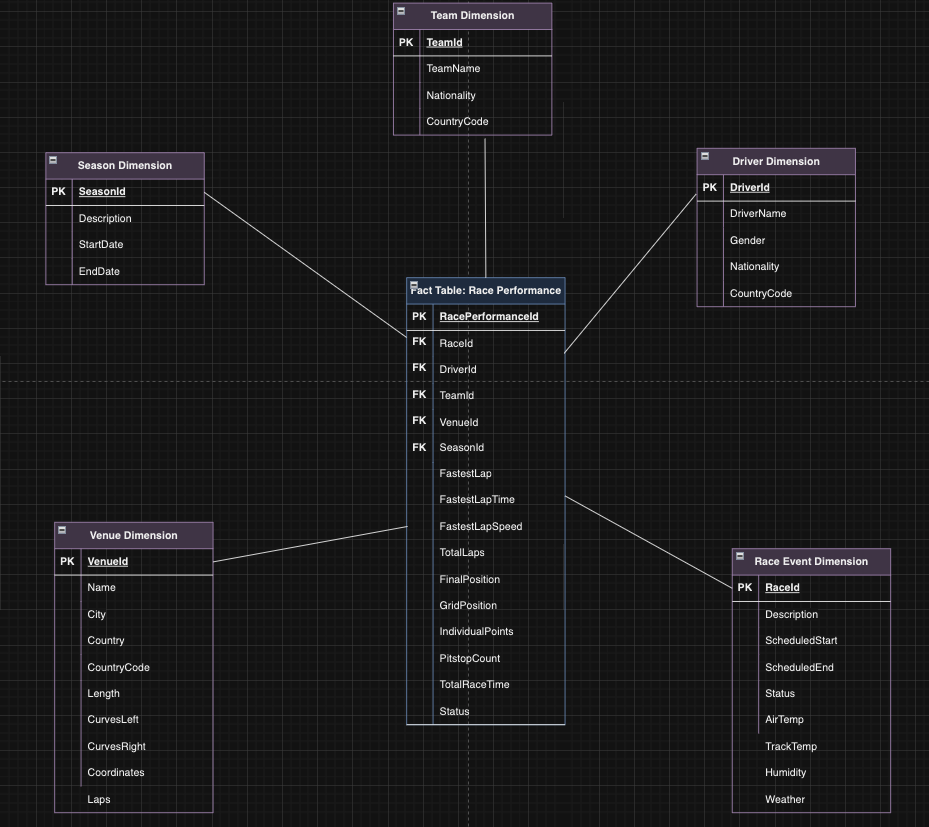 Team Dimension
PK TeamId
TeamName
Nationality
CountryCode
Season Dimension
PK SeasonId
Description
StartDate
EndDate
Driver Dimension
PK DriverId
DriverName
Gender
Nationality
CountryCode
Fact Table: Race Performance
PK RacePerformanceId
FK RaceId
FK DriverId
FK TeamId
FK VenueId
FK SeasonId
FastestLap
FastestLapTime
FastestLapSpeed
TotalLaps
FinalPosition
GridPosition
IndividualPoints
PitstopCount
TotalRaceTime
Status
Venue Dimension
PK VenueId
Name
City
Country
CountryCode
Length
CurvesLeft
CurvesRight
Coordinates
Laps
Race Event Dimension
PK RaceId
Description
ScheduledStart
ScheduledEnd
Status
AirTemp
TrackTemp
Humidity
Weather